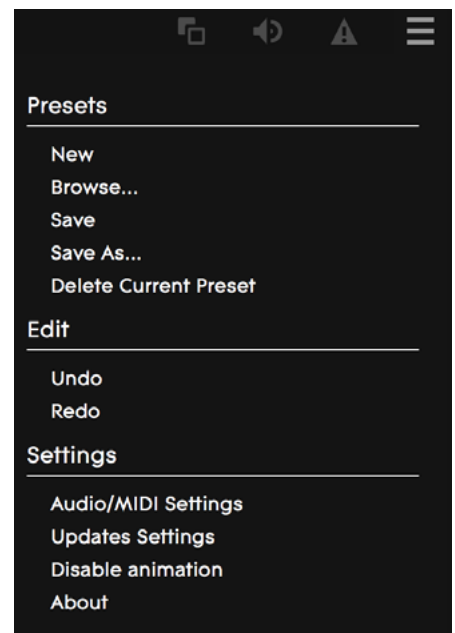 Presets
New
Browse...
Save
Save As...
Delete Current Preset
Edit
Undo
Redo
Settings
Audio/MIDI Settings
Updates Settings
Disable animation
About